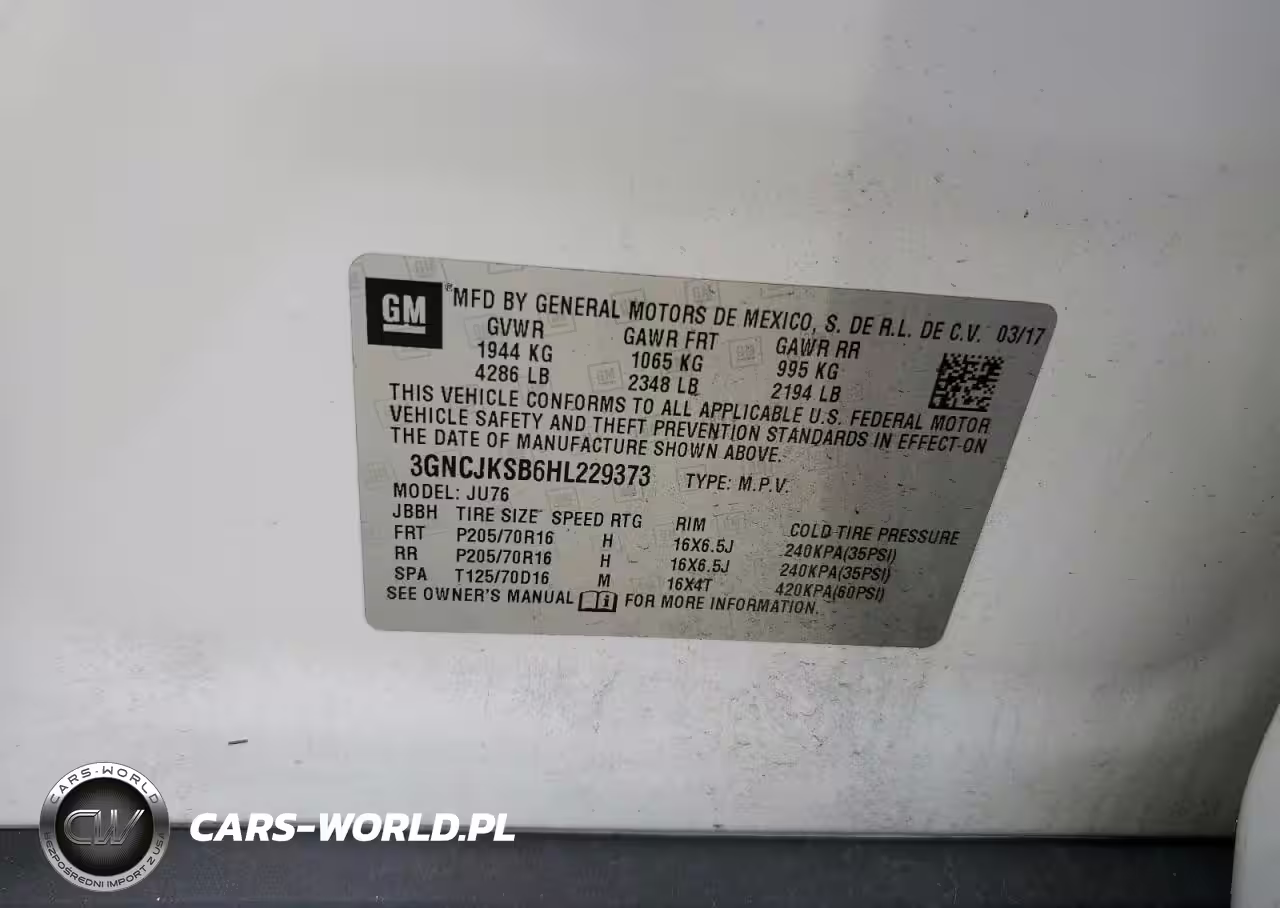 GM
® MFD BY GENERAL MOTORS DE MEXICO, S. DE R.L. DE C.V. 03/17
GVWR GAWR FRT GAWR RR
1944 KG 1065 KG 995 KG
4286 LB 2348 LB 2194 LB
THIS VEHICLE CONFORMS TO ALL APPLICABLE U.S. FEDERAL MOTOR
VEHICLE SAFETY AND THEFT PREVENTION STANDARDS IN EFFECT ON
THE DATE OF MANUFACTURE SHOWN ABOVE.
3GNCJKSB6HL229373 TYPE: M.P.V.
MODEL: JU76
JBBH TIRE SIZE SPEED RTG RIM COLD TIRE PRESSURE
FRT P205/70R16 H 16X6.5J 240KPA(35PSI)
RR P205/70R16 H 16X6.5J 240KPA(35PSI)
SPA T125/70D16 M 16X4T 420KPA(60PSI)
SEE OWNER'S MANUAL i FOR MORE INFORMATION.
CARS-WORLD
CW
BEZPOŚREDNI IMPORT Z USA
CARS-WORLD.PL